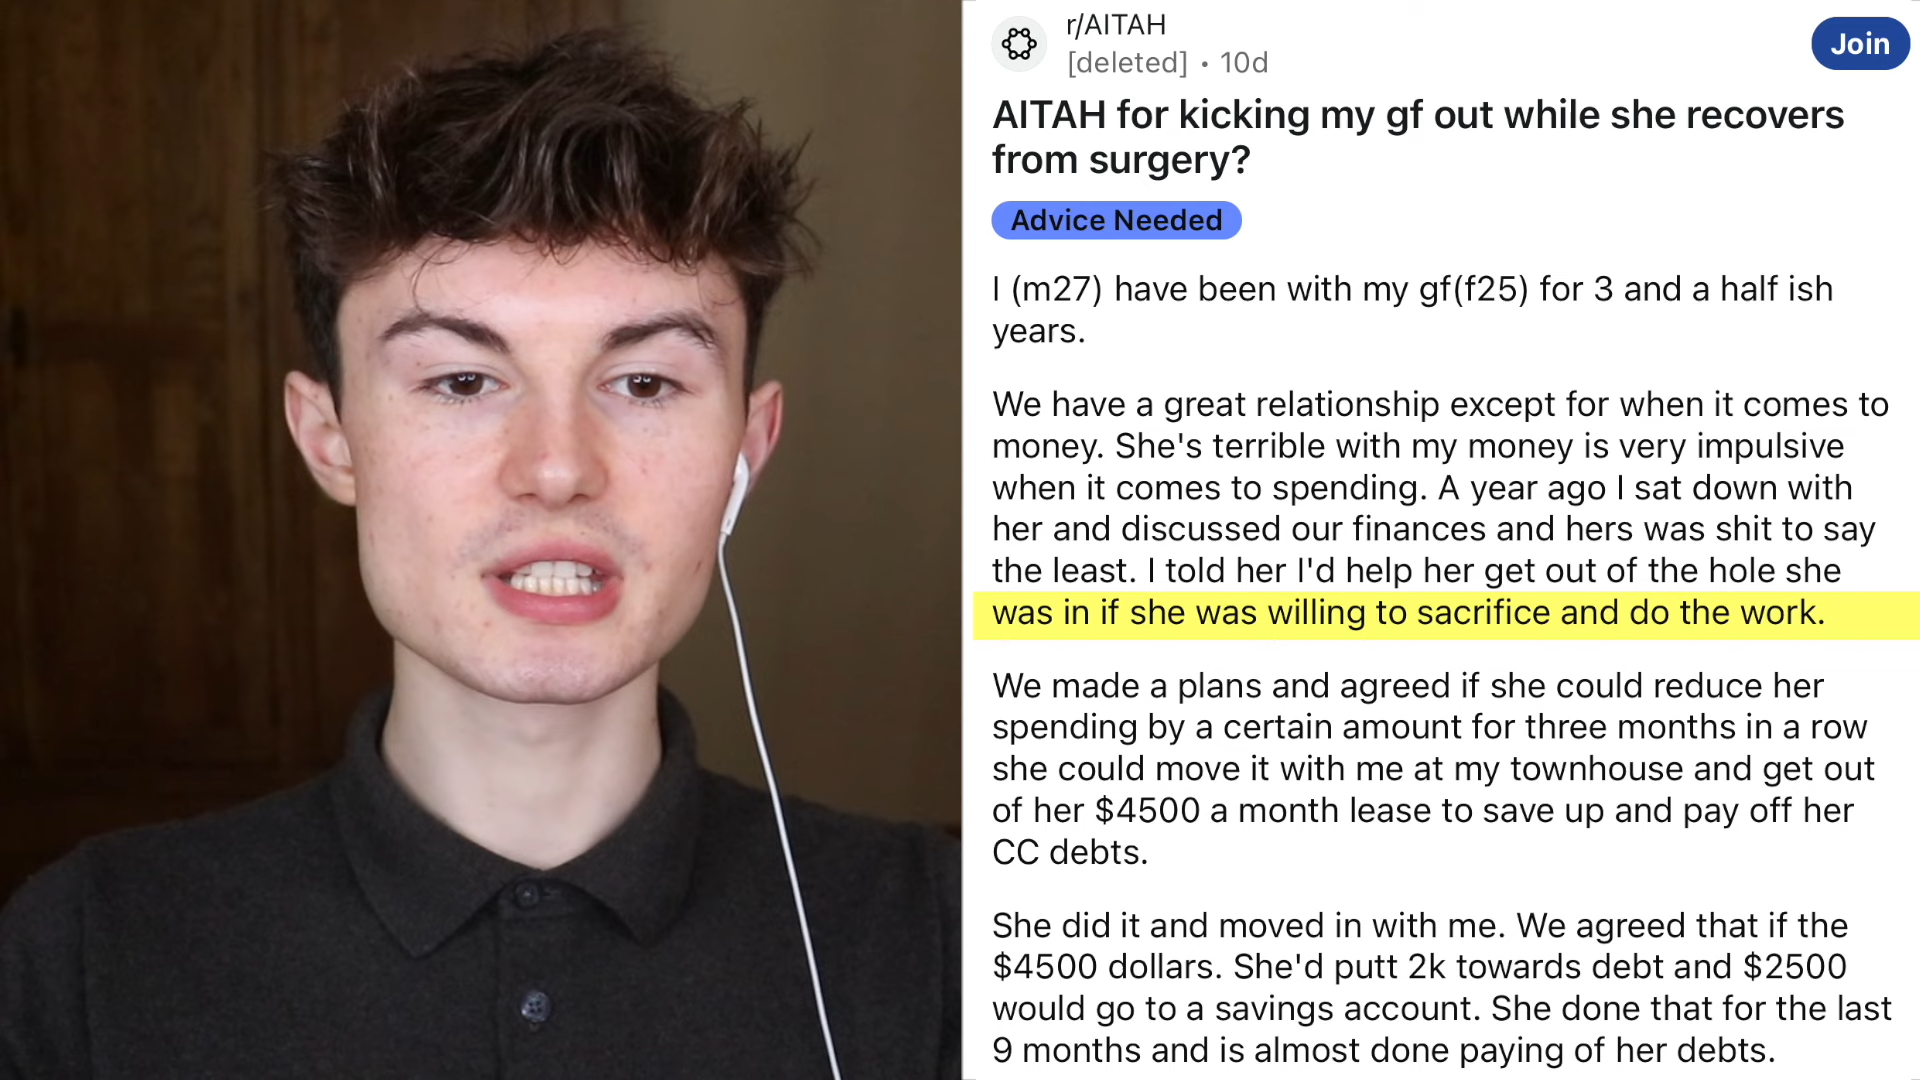 r/AITAH
[deleted] • 10d
Join
AITAH for kicking my gf out while she recovers
from surgery?
Advice Needed
I (m27) have been with my gf(f25) for 3 and a half ish
years.
We have a great relationship except for when it comes to
money. She's terrible with my money is very impulsive
when it comes to spending. A year ago I sat down with
her and discussed our finances and hers was shit to say
the least. I told her I'd help her get out of the hole she
was in if she was willing to sacrifice and do the work.
We made a plans and agreed if she could reduce her
spending by a certain amount for three months in a row
she could move it with me at my townhouse and get out
of her $4500 a month lease to save up and pay off her
CC debts.
She did it and moved in with me. We agreed that if the
$4500 dollars. She'd putt 2k towards debt and $2500
would go to a savings account. She done that for the last
9 months and is almost done paying of her debts.